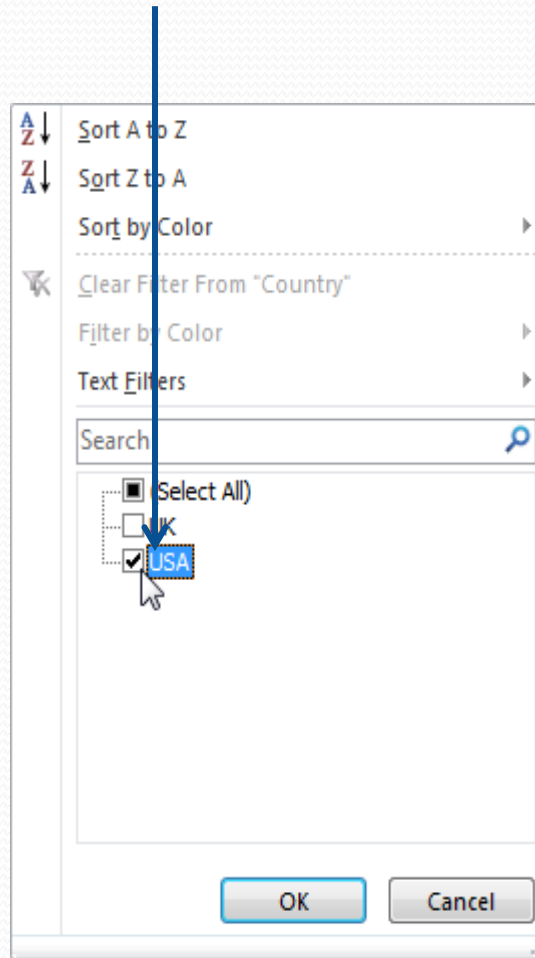 Sort A to Z
Sort Z to A
Sort by Color
Clear Filter From "Country"
Filter by Color
Text Filters
Search
(Select All)
UK
USA
OK
Cancel